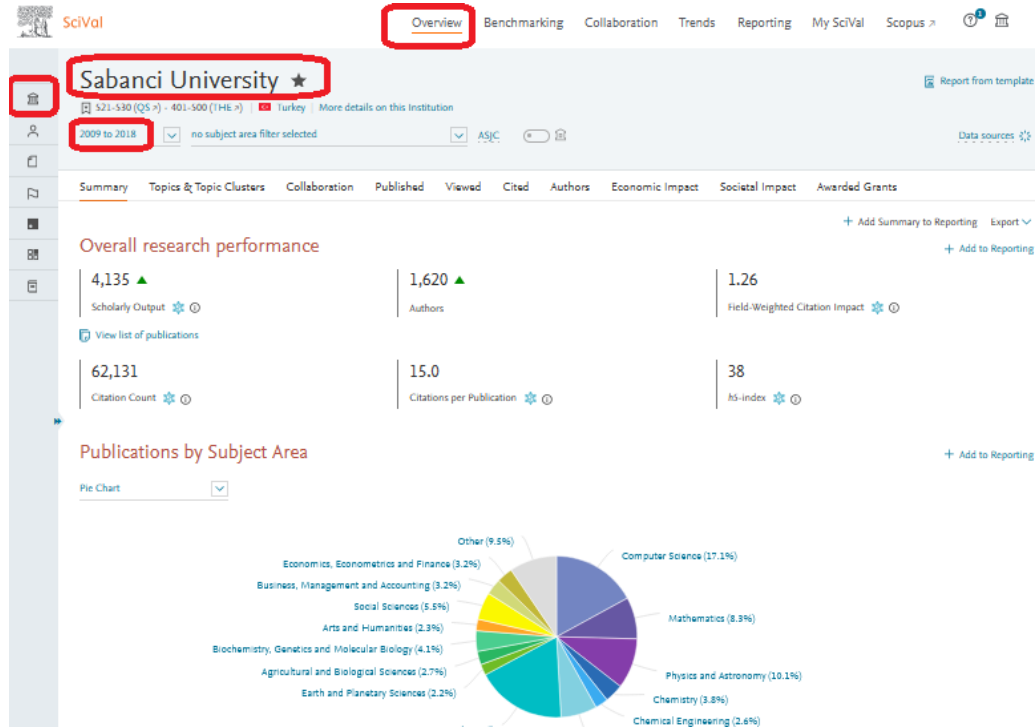 SciVal
Overview Benchmarking Collaboration Trends Reporting My SciVal Scopus ↗ ? 1
Sabanci University ★
Report from template
521-530 (QS ↗) - 401-500 (THE ↗) | Turkey | More details on this Institution
2009 to 2018 no subject area filter selected ASJC Data sources
Summary Topics & Topic Clusters Collaboration Published Viewed Cited Authors Economic Impact Societal Impact Awarded Grants
+ Add Summary to Reporting Export
Overall research performance
+ Add to Reporting
4,135 ▲ 1,620 ▲ 1.26
Scholarly Output Authors Field-Weighted Citation Impact
View list of publications
62,131 15.0 38
Citation Count Citations per Publication h5-index
Publications by Subject Area
+ Add to Reporting
Pie Chart
Other (9.5%)
Computer Science (17.1%)
Economics, Econometrics and Finance (3.2%)
Business, Management and Accounting (3.2%)
Social Sciences (5.5%)
Mathematics (8.3%)
Arts and Humanities (2.3%)
Biochemistry, Genetics and Molecular Biology (4.1%)
Agricultural and Biological Sciences (2.7%)
Physics and Astronomy (10.1%)
Earth and Planetary Sciences (2.2%)
Chemistry (3.8%)
Chemical Engineering (2.6%)